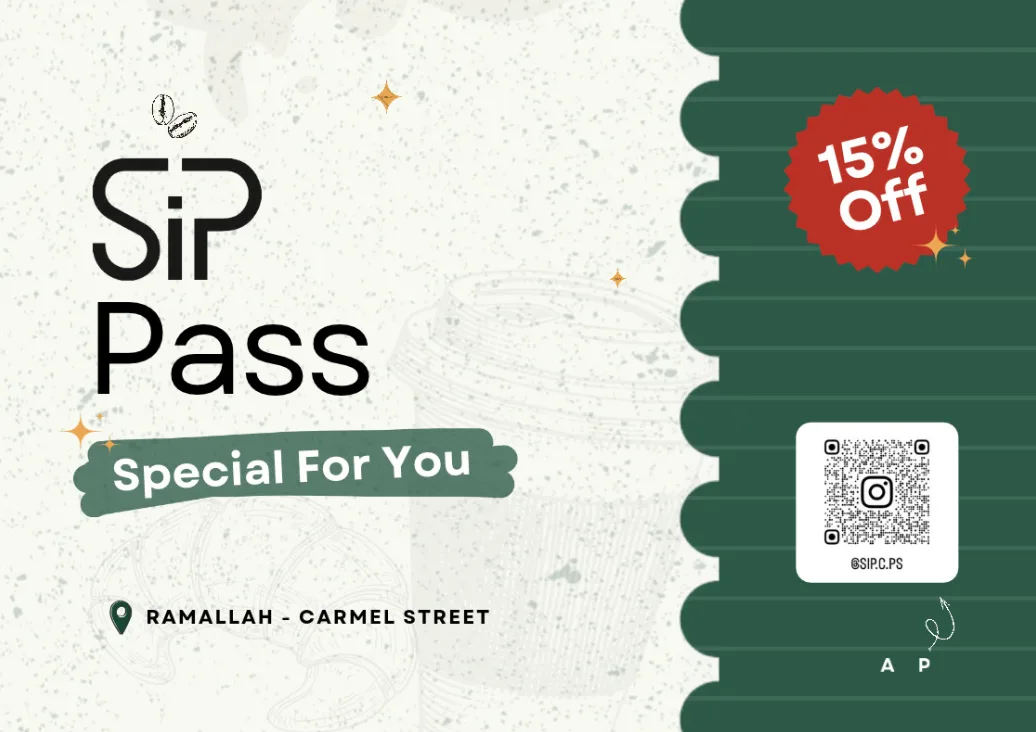 SiP
Pass
Special For You
RAMALLAH - CARMEL STREET
15%
Off
@SIP.C.PS
A P